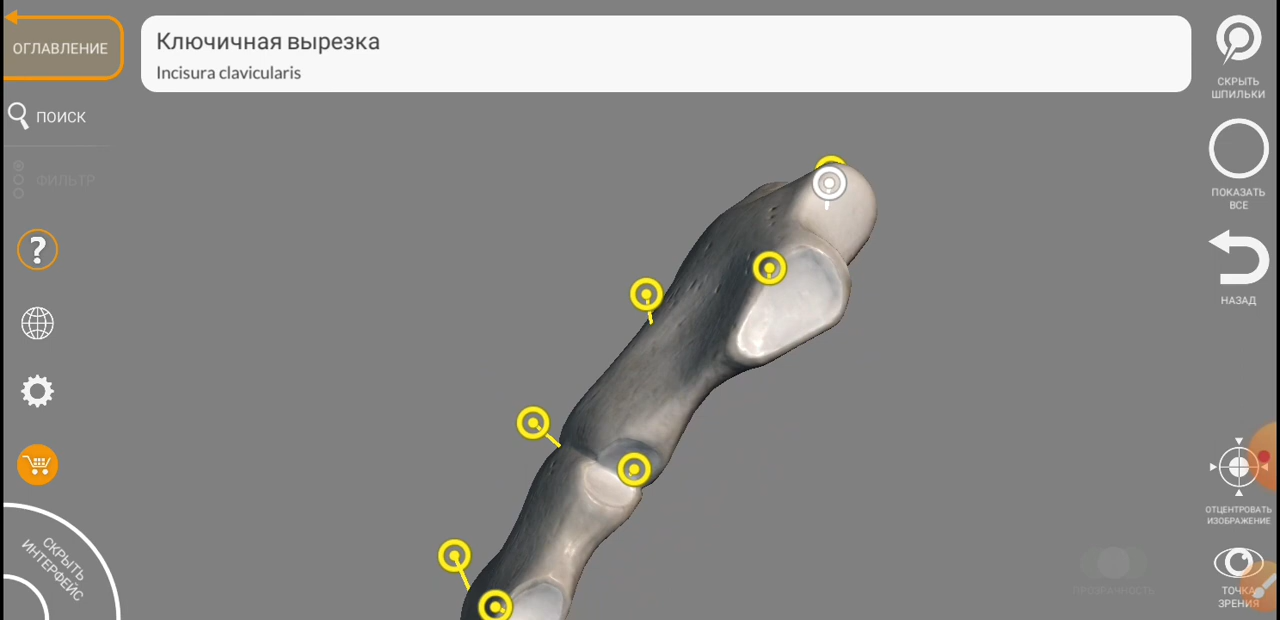 ОГЛАВЛЕНИЕ
Ключичная вырезка
Incisura clavicularis
ПОИСК
ФИЛЬТР
?
СКРЫТЬ
ИНТЕРФЕЙС
СКРЫТЬ
ШПИЛЬКИ
ПОКАЗАТЬ
ВСЕ
НАЗАД
ОТЦЕНТРОВАТЬ
ИЗОБРАЖЕНИЕ
ПРОЗРАЧНОСТЬ
ТОЧКА
ЗРЕНИЯ